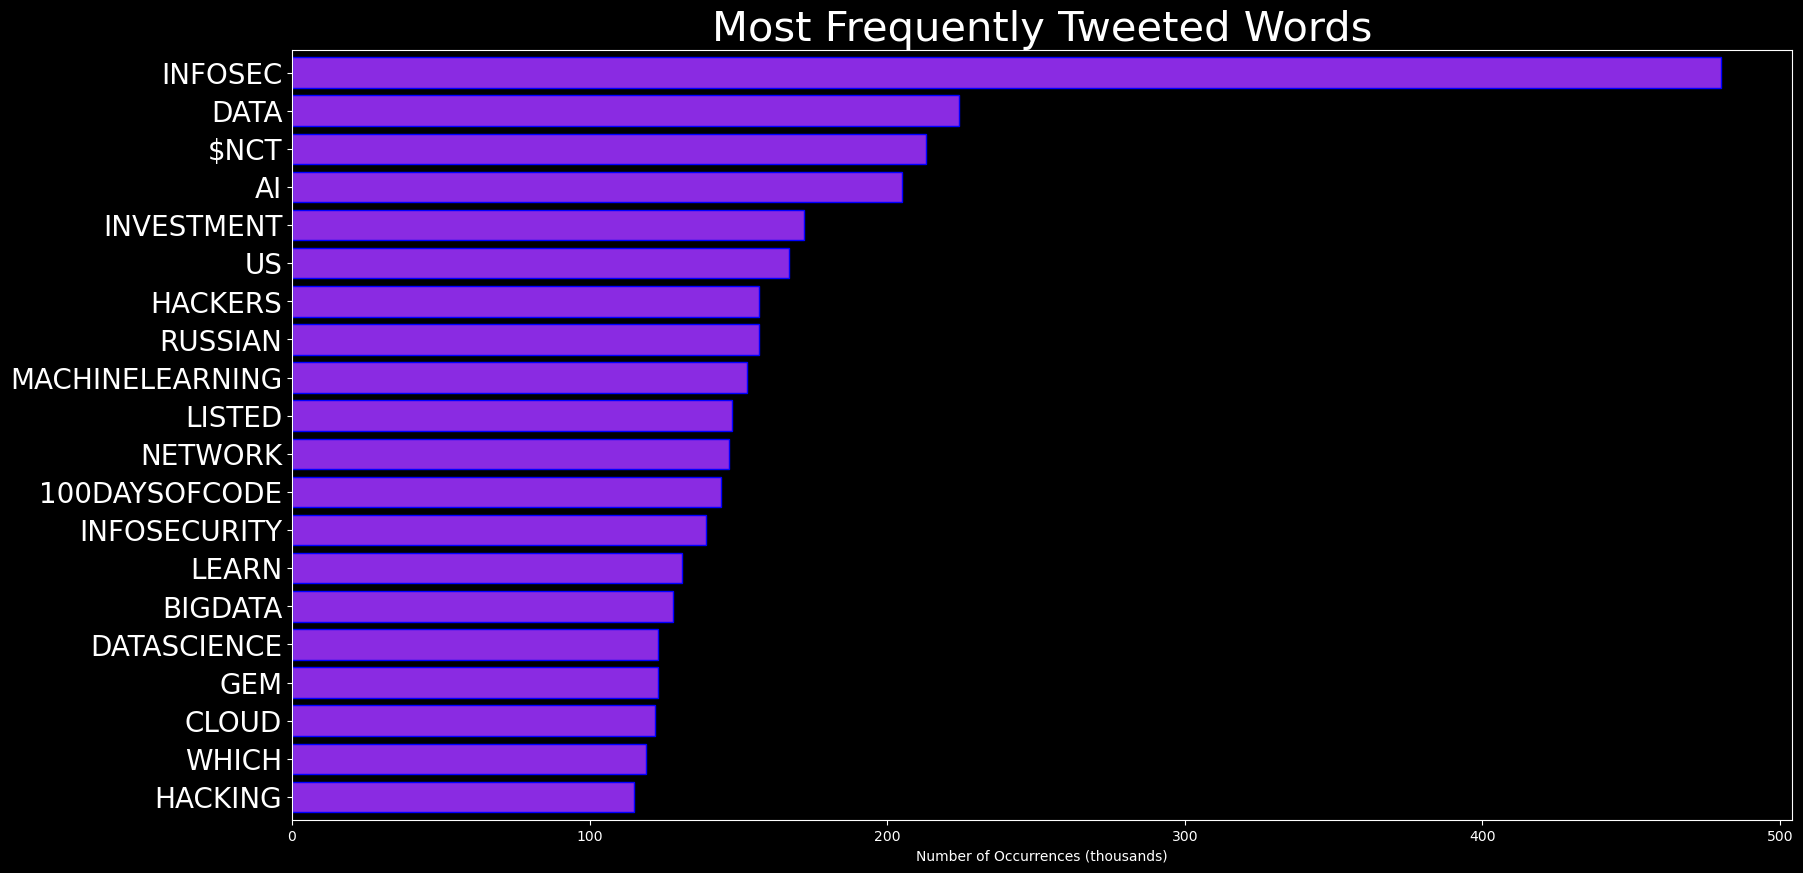 Most Frequently Tweeted Words
INFOSEC
DATA
$NCT
AI
INVESTMENT
US
HACKERS
RUSSIAN
MACHINELEARNING
LISTED
NETWORK
100DAYSOFCODE
INFOSECURITY
LEARN
BIGDATA
DATASCIENCE
GEM
CLOUD
WHICH
HACKING
0 100 200 300 400 500
Number of Occurrences (thousands)